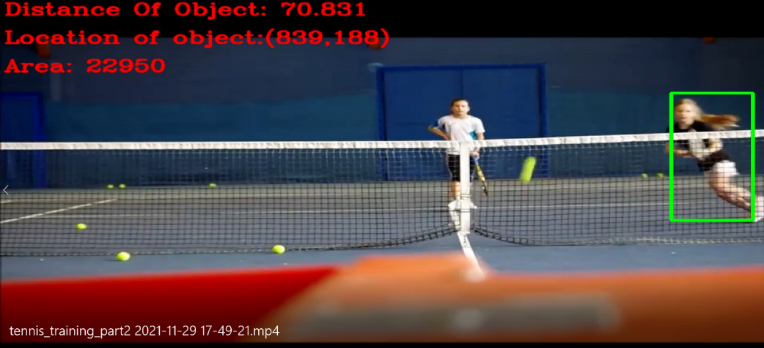 Distance Of Object: 70.831
Location of object:(839,188)
Area: 22950
tennis_training_part2 2021-11-29 17-49-21.mp4